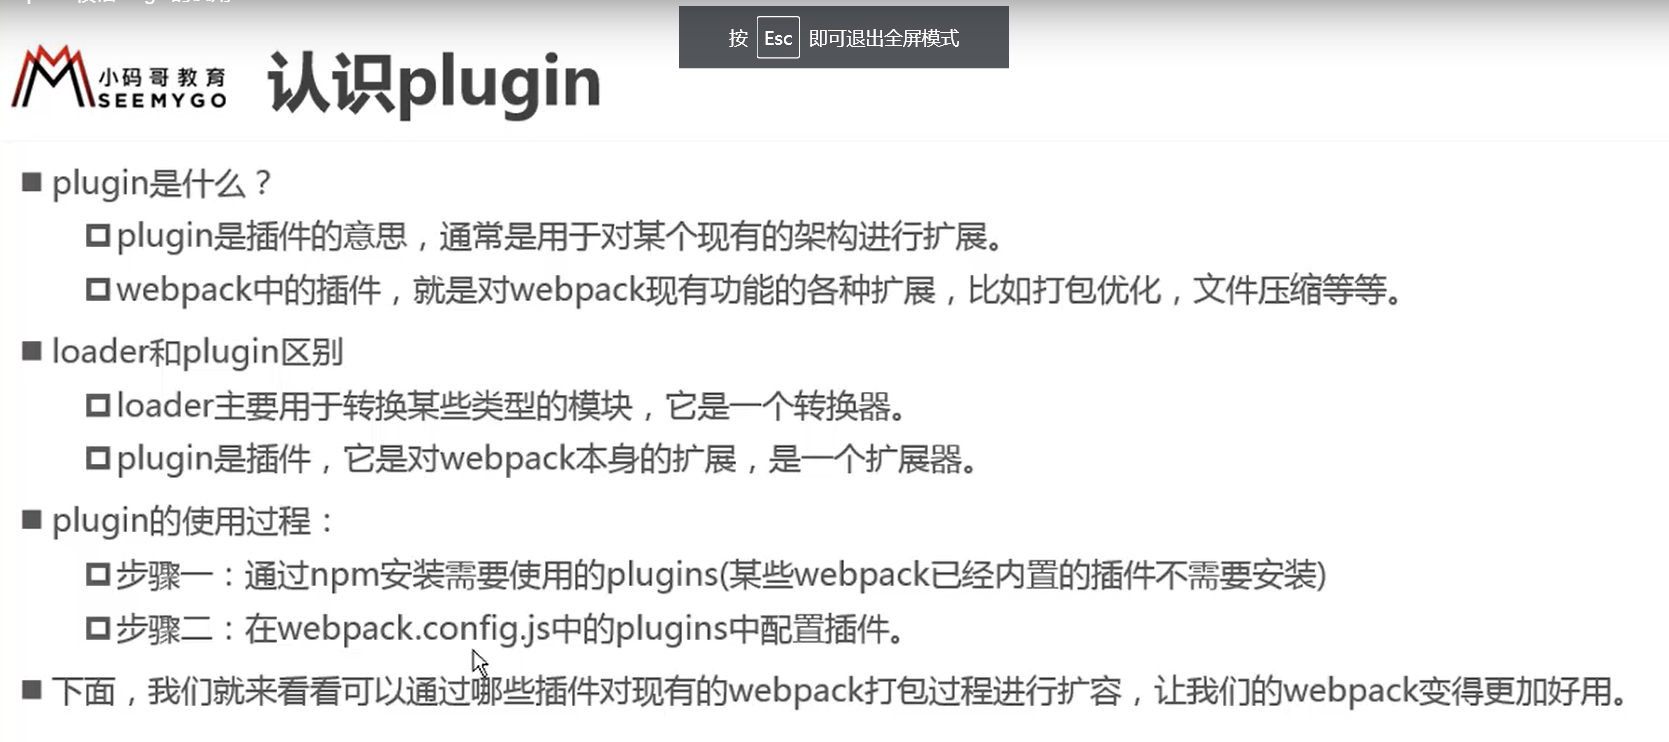 按 Esc 即可退出全屏模式
小码哥教育
SEEMYGO
认识plugin
plugin是什么？
plugin是插件的意思，通常是用于对某个现有的架构进行扩展。
webpack中的插件，就是对webpack现有功能的各种扩展，比如打包优化，文件压缩等等。
loader和plugin区别
loader主要用于转换某些类型的模块，它是一个转换器。
plugin是插件，它是对webpack本身的扩展，是一个扩展器。
plugin的使用过程：
步骤一：通过npm安装需要使用的plugins(某些webpack已经内置的插件不需要安装)
步骤二：在webpack.config.js中的plugins中配置插件。
下面，我们就来看看可以通过哪些插件对现有的webpack打包过程进行扩容，让我们的webpack变得更加好用。